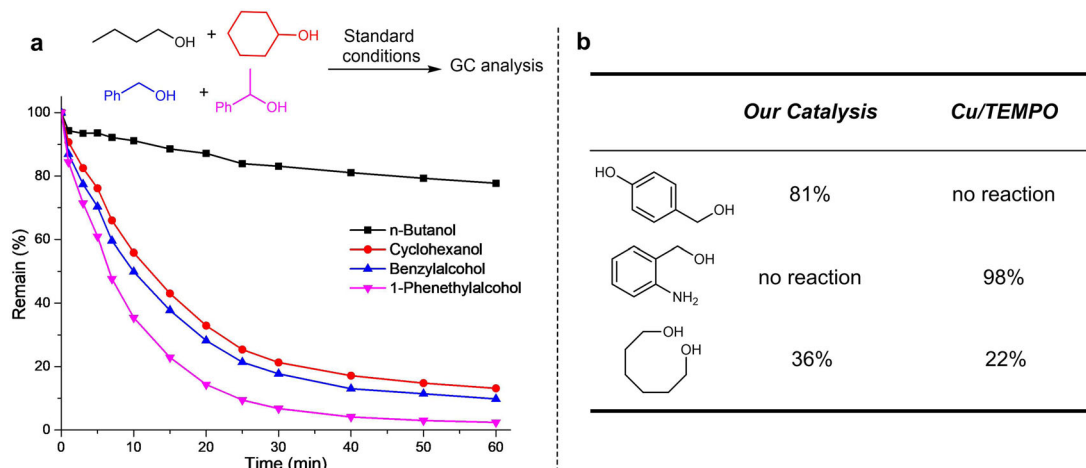 a
OH
+
OH
Standard
conditions
GC analysis
Ph
OH
+
Ph
OH
100
80
60
40
20
0
Remain (%)
n-Butanol
Cyclohexanol
Benzylalcohol
1-Phenethylalcohol
0 10 20 30 40 50 60
Time (min)
b
Our Catalysis Cu/TEMPO
HO
OH
81% no reaction
OH
NH2
no reaction 98%
OH
OH
36% 22%